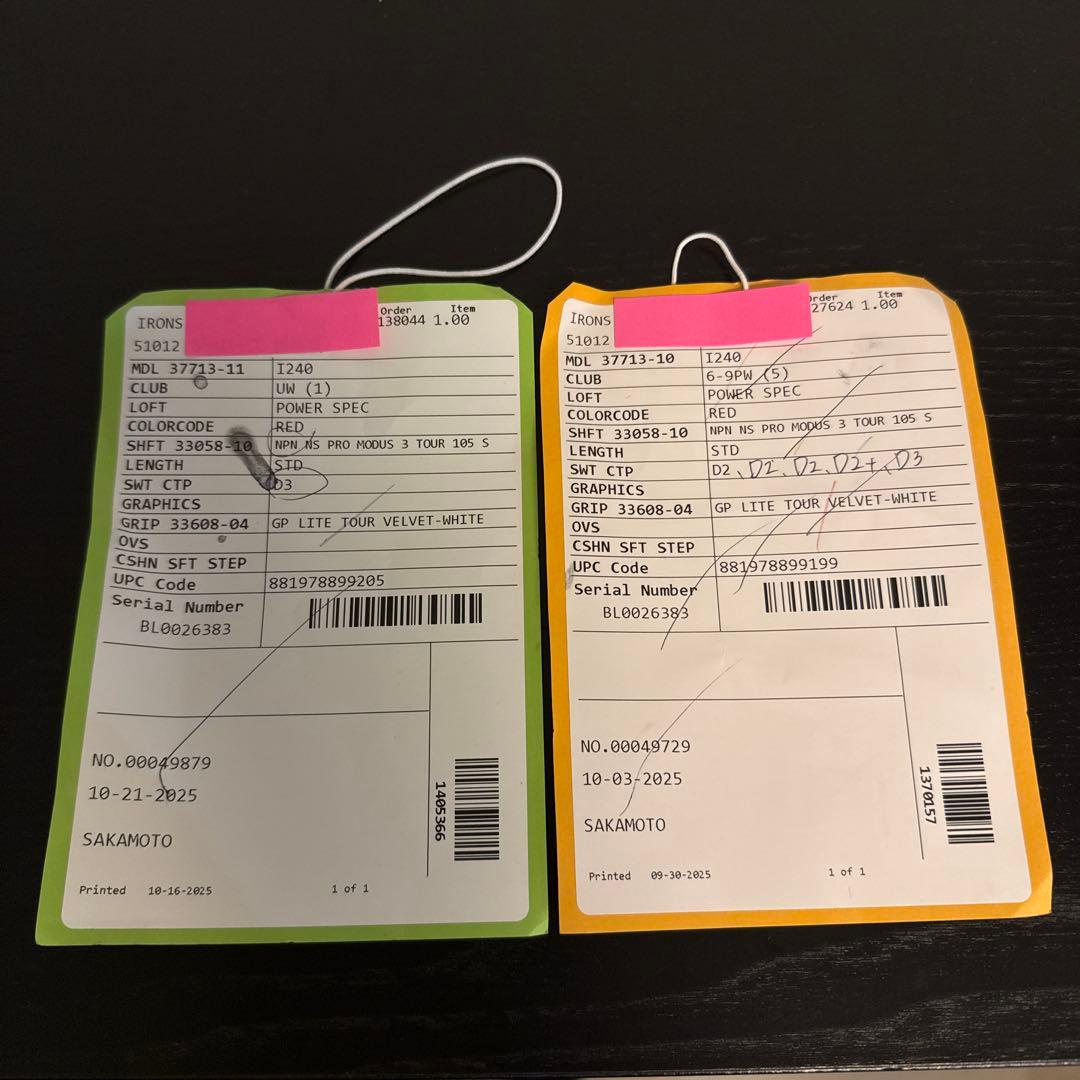 IRONS
Order Item
138044 1.00
51012
MDL 37713-11 I240
CLUB UW (1)
LOFT POWER SPEC
COLORCODE RED
SHFT 33058-10 NPN NS PRO MODUS 3 TOUR 105 S
LENGTH STD
SWT CTP D3
GRAPHICS
GRIP 33608-04 GP LITE TOUR VELVET-WHITE
OVS
CSHN SFT STEP
UPC Code 881978899205
Serial Number
BL0026383
NO.00049879
10-21-2025
1405366
SAKAMOTO
Printed 10-16-2025 1 of 1
IRONS
Order Item
27624 1.00
51012
MDL 37713-10 I240
CLUB 6-9PW (5)
LOFT POWER SPEC
COLORCODE RED
SHFT 33058-10 NPN NS PRO MODUS 3 TOUR 105 S
LENGTH STD
SWT CTP D2、D2、D2、D2+、D3
GRAPHICS
GRIP 33608-04 GP LITE TOUR VELVET-WHITE
OVS
CSHN SFT STEP
UPC Code 881978899199
Serial Number
BL0026383
NO.00049729
10-03-2025
1370157
SAKAMOTO
Printed 09-30-2025 1 of 1